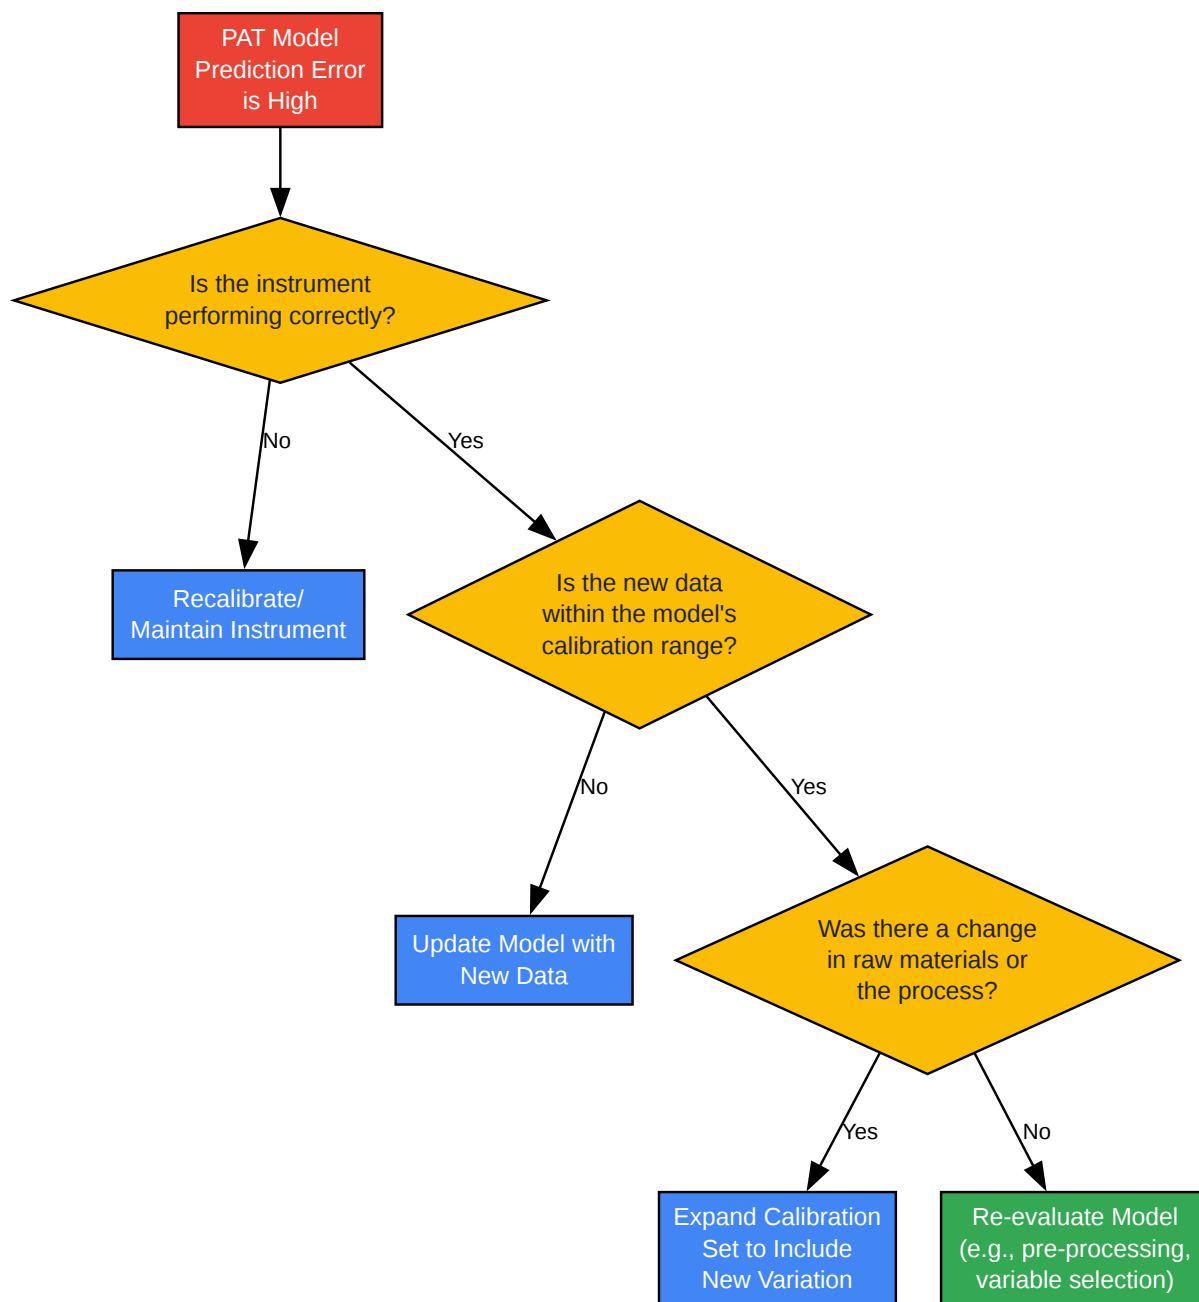 PAT Model
Prediction Error
is High
Is the instrument
performing correctly?
No
Yes
Recalibrate/
Maintain Instrument
Is the new data
within the model's
calibration range?
No
Yes
Update Model with
New Data
Was there a change
in raw materials or
the process?
Yes
No
Expand Calibration
Set to Include
New Variation
Re-evaluate Model
(e.g., pre-processing,
variable selection)